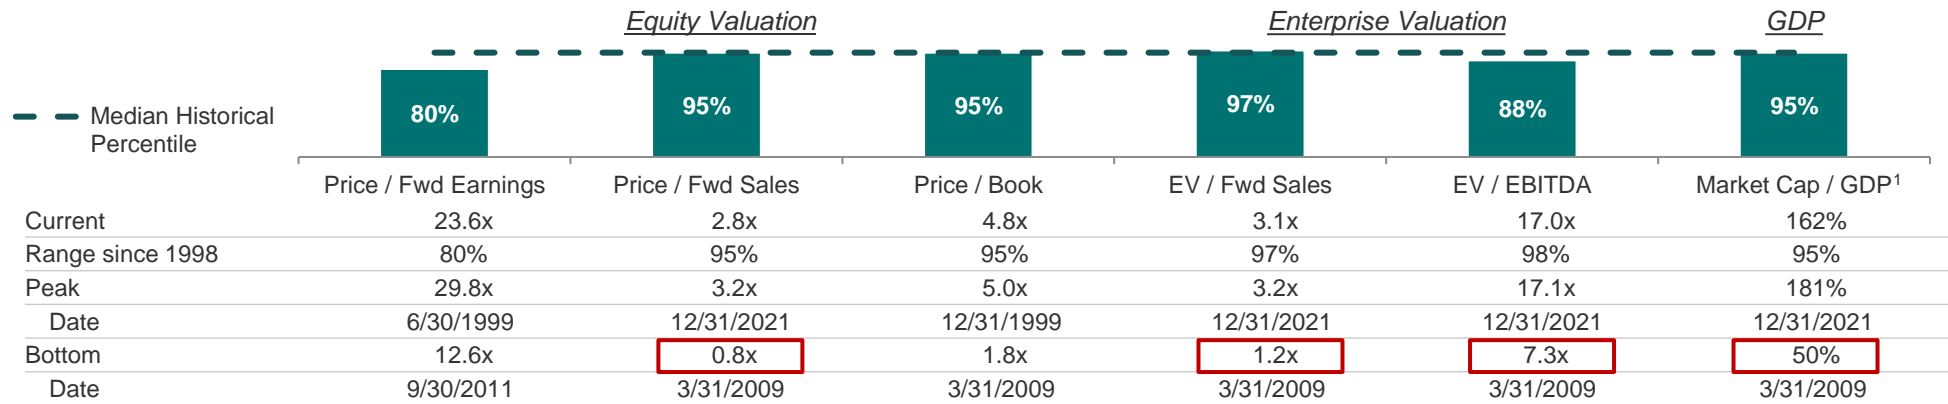 Equity Valuation Enterprise Valuation GDP
Median Historical
Percentile
80% 95% 95% 97% 88% 95%
Price / Fwd Earnings Price / Fwd Sales Price / Book EV / Fwd Sales EV / EBITDA Market Cap / GDP¹
Current 23.6x 2.8x 4.8x 3.1x 17.0x 162%
Range since 1998 80% 95% 95% 97% 98% 95%
Peak 29.8x 3.2x 5.0x 3.2x 17.1x 181%
Date 6/30/1999 12/31/2021 12/31/1999 12/31/2021 12/31/2021 12/31/2021
Bottom 12.6x 0.8x 1.8x 1.2x 7.3x 50%
Date 9/30/2011 3/31/2009 3/31/2009 3/31/2009 3/31/2009 3/31/2009